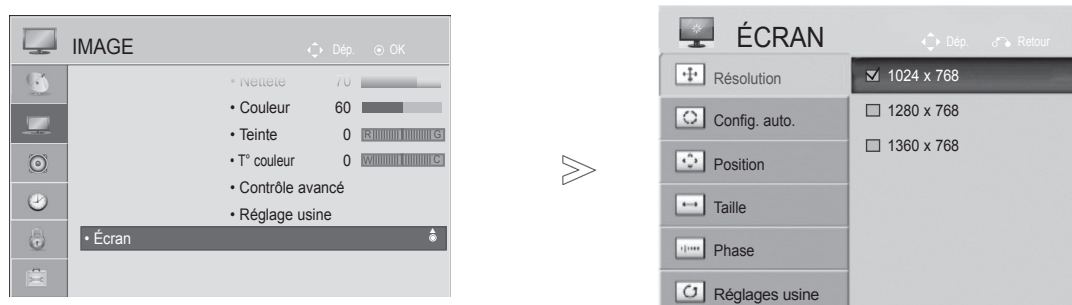 IMAGE
Dép. OK
• Netteté 70
• Couleur 60
• Teinte 0 R G
• T° couleur 0 W C
• Contrôle avancé
• Réglage usine
• Écran
ÉCRAN
Dép. Retour
Résolution
Config. auto.
Position
Taille
Phase
Réglages usine
1024 x 768
1280 x 768
1360 x 768